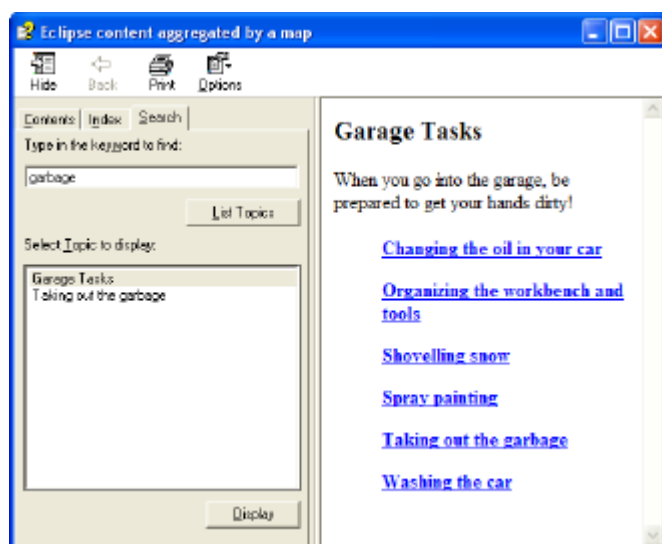 Eclipse content aggregated by a map
Hide Back Print Options
Contents Index Search
Type in the keyword to find:
garbage
List Topics
Select Topic to display:
Garage Tasks
Taking out the garbage
Display
Garage Tasks
When you go into the garage, be
prepared to get your hands dirty!
Changing the oil in your car
Organizing the workbench and
tools
Shovelling snow
Spray painting
Taking out the garbage
Washing the car